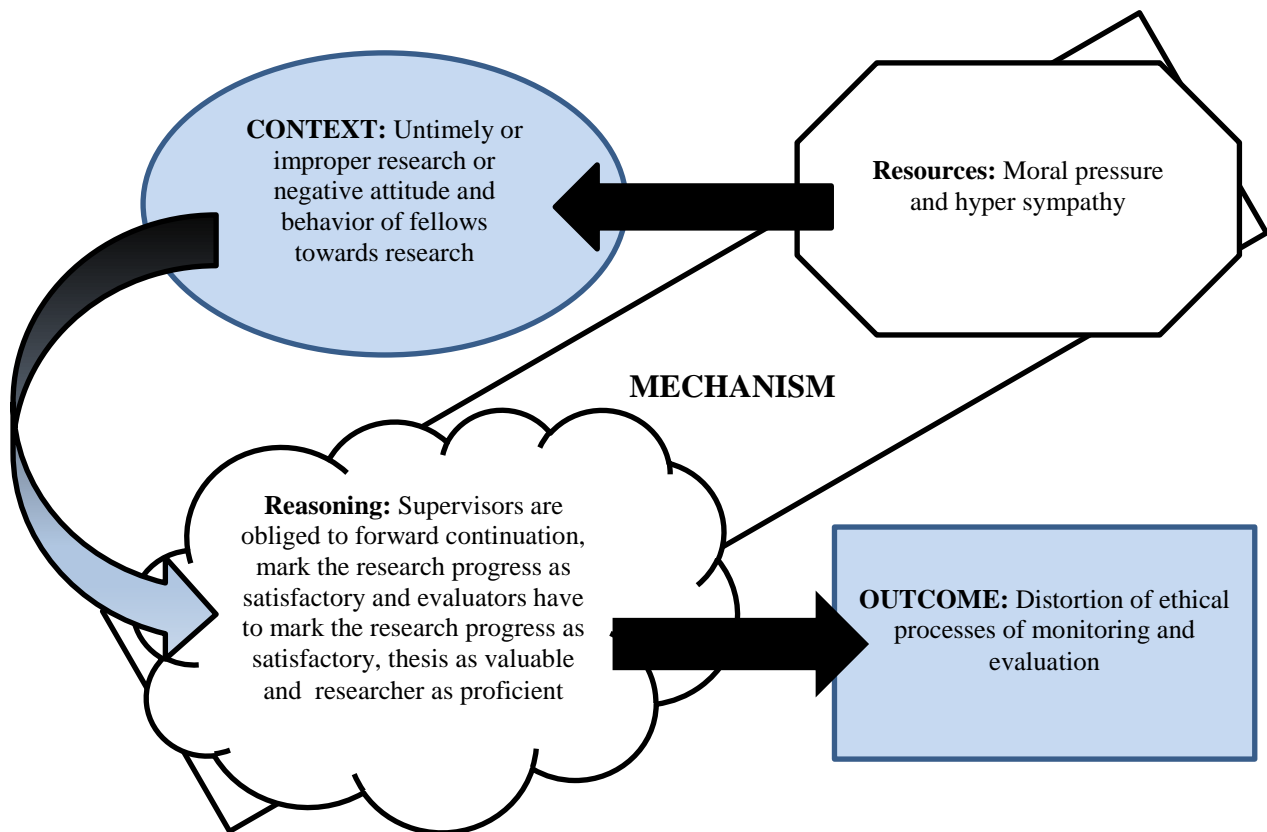 CONTEXT: Untimely or
improper research or
negative attitude and
behavior of fellows
towards research
Resources: Moral pressure
and hyper sympathy
MECHANISM
Reasoning: Supervisors are
obliged to forward continuation,
mark the research progress as
satisfactory and evaluators have
to mark the research progress as
satisfactory, thesis as valuable
and researcher as proficient
OUTCOME: Distortion of ethical
processes of monitoring and
evaluation